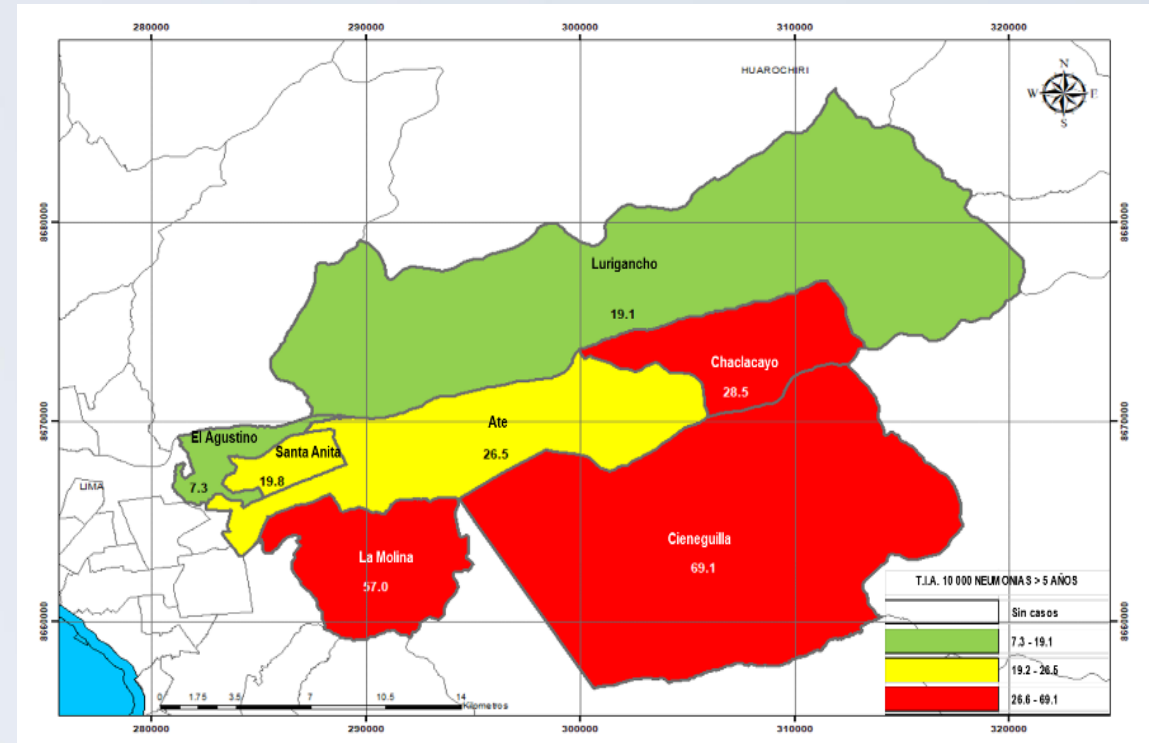 280000 290000 300000 310000 320000
HUAROCHIRI
N
W E
S
8680000 8680000
Lurigancho
19.1
Chaclacayo
28.5
8670000 8670000
Ate
26.5
El Agustino
Santa Anita
19.8
7.3
LIMA
Cieneguilla
69.1
La Molina
57.0
T.I.A. 10 000 NEUMONIAS > 5 AÑOS
Sin casos
7.3 - 19.1
19.2 - 26.5
26.6 - 69.1
8660000 8660000
0 1.75 3.5 7 10.5 14
Kilometros
280000 290000 300000 310000 320000